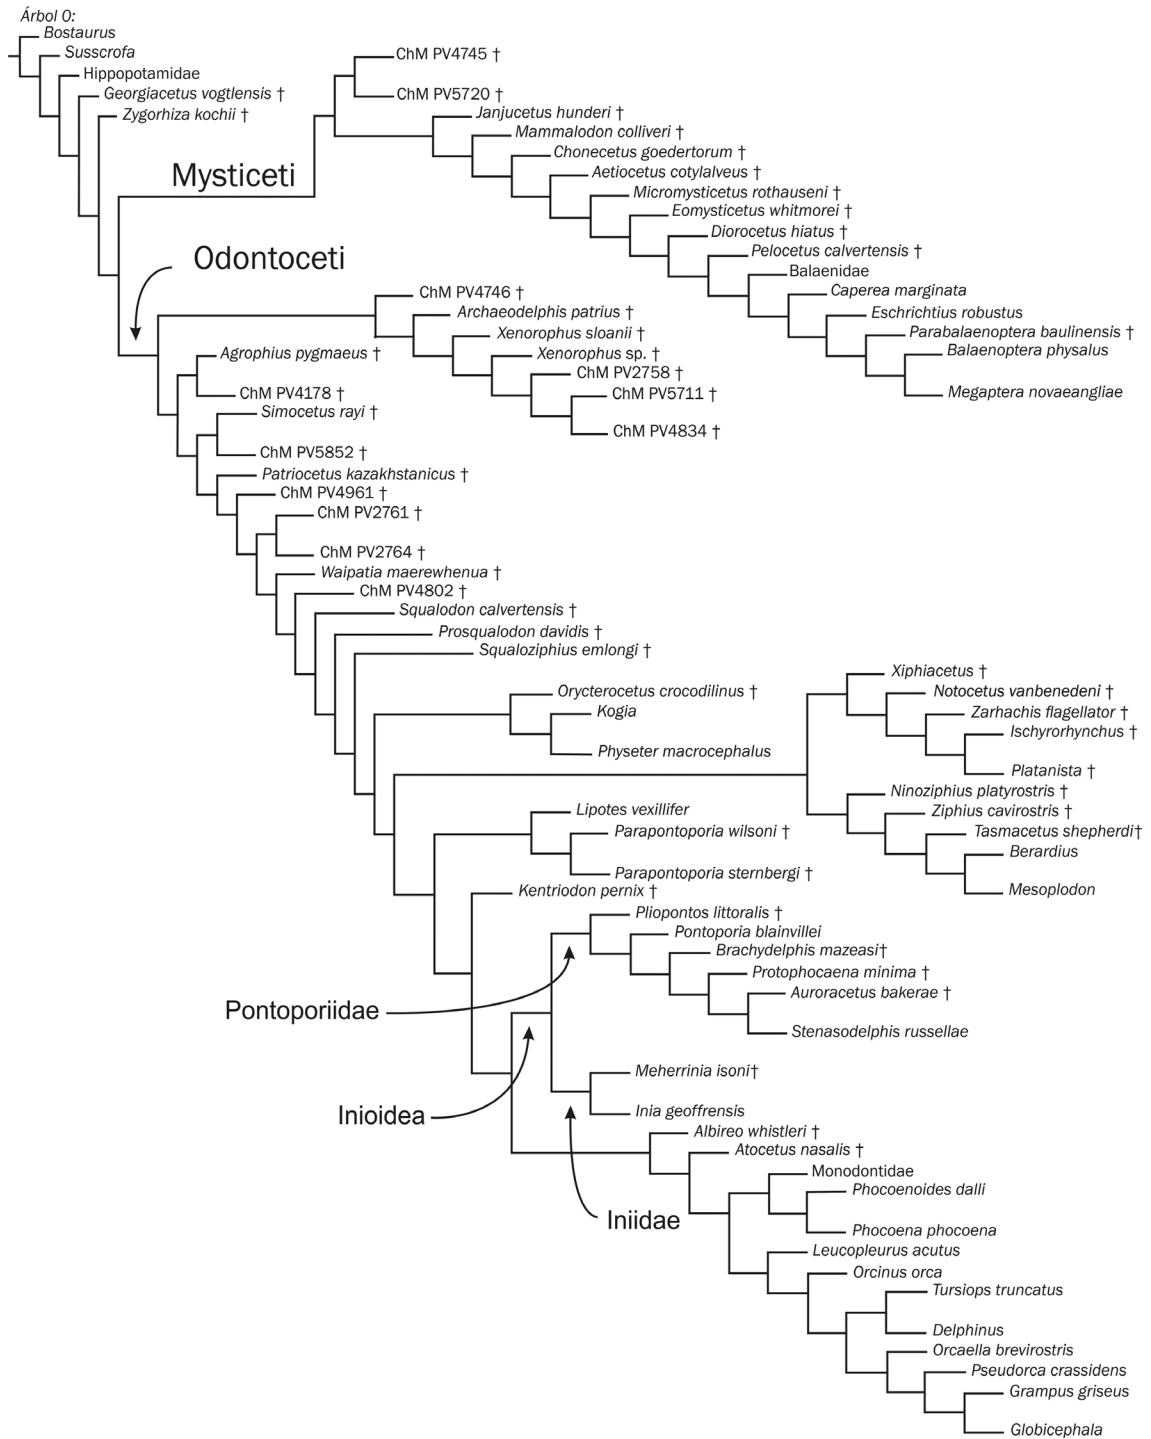 Árbol 0:
Bostaurus
Susscrofa
Hippopotamidae
Georgiacetus vogtlensis †
Zygorhiza kochii †
Mysticeti
ChM PV4745 †
ChM PV5720 †
Janjucetus hunderi †
Mammalodon colliveri †
Chonecetus goedertorum †
Aetiocetus cotylalveus †
Micromysticetus rothauseni †
Eomysticetus whitmorei †
Diorocetus hiatus †
Pelocetus calvertensis †
Balaenidae
Caperea marginata
Eschrichtius robustus
Parabalaenoptera baulinensis †
Balaenoptera physalus
Megaptera novaeangliae
Odontoceti
ChM PV4746 †
Archaeodelphis patrius †
Xenorophus sloanii †
Xenorophus sp. †
ChM PV2758 †
ChM PV5711 †
ChM PV4834 †
Agrophius pygmaeus †
ChM PV4178 †
Simocetus rayi †
ChM PV5852 †
Patriocetus kazakhstanicus †
ChM PV4961 †
ChM PV2761 †
ChM PV2764 †
Waipatia maerewhenua †
ChM PV4802 †
Squalodon calvertensis †
Prosqualodon davidis †
Squaloziphius emlongi †
Orycterocetus crocodilinus †
Kogia
Physeter macrocephalus
Xiphiacetus †
Notocetus vanbenedeni †
Zarhachis flagellator †
Ischyrorhynchus †
Platanista †
Ninoziphius platyrostris †
Ziphius cavirostris †
Tasmacetus shepherdi†
Berardius
Mesoplodon
Lipotes vexillifer
Parapontoporia wilsoni †
Parapontoporia sternbergi †
Kentriodon pernix †
Pliopontos littoralis †
Pontoporia blainvillei
Brachydelphis mazeasi†
Protophocaena minima †
Auroracetus bakerae †
Stenasodelphis russellae
Pontoporiidae
Meherrinia isoni†
Inia geoffrensis
Inioidea
Albireo whistleri †
Atocetus nasalis †
Monodontidae
Phocoenoides dalli
Phocoena phocoena
Iniidae
Leucopleurus acutus
Orcinus orca
Tursiops truncatus
Delphinus
Orcaella brevirostris
Pseudorca crassidens
Grampus griseus
Globicephala